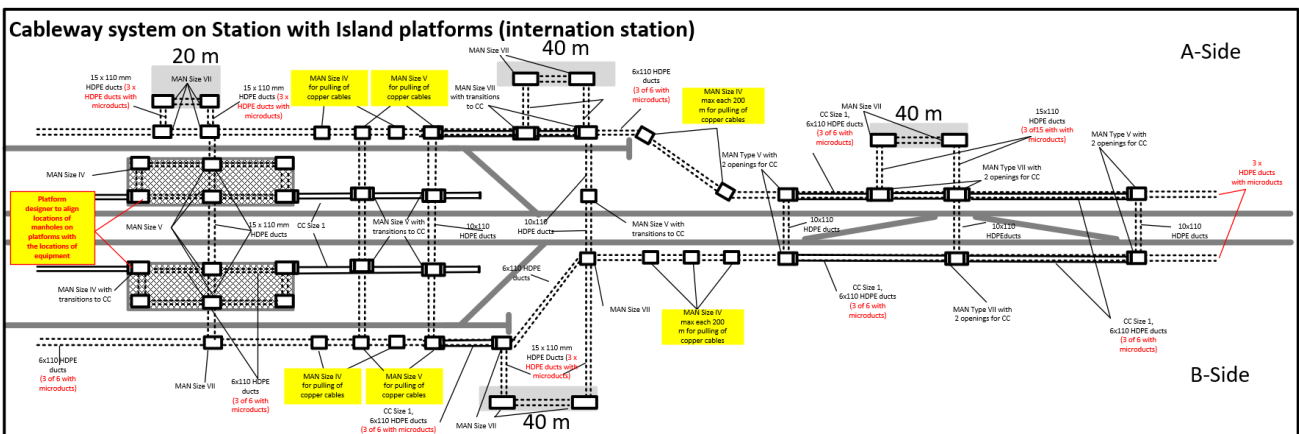 Cableway system on Station with Island platforms (internation station)
A-Side
20 m
MAN Size VII
15 x 110 mm
HDPE ducts (3 x
HDPE ducts with
microducts)
15 x 110 mm
HDPE ducts (3 x
HDPE ducts with
microducts)
MAN Size IV
for pulling of
copper cables
MAN Size V
for pulling of
copper cables
MAN Size VII
40 m
MAN Size VII
with transitions
to CC
6x110 HDPE
ducts
(3 of 6 with
microducts)
MAN Size IV
max each 200
m for pulling of
copper cables
MAN Size VII
40 m
CC Size 1,
6x110 HDPE ducts
(3 of 6 with
microducts)
15x110
HDPE ducts
(3 of15 eith with
microducts)
MAN Type V with
2 openings for CC
MAN Type V with
2 openings for CC
MAN Type VII with
2 openings for CC
3 x
HDPE ducts
with microducts
MAN Size IV
Platform
designer to align
locations of
manholes on
platforms with
the locations of
equipment
MAN Size V
15 x 110 mm
HDPE ducts
CC Size 1
MAN Size V with
transitions to CC
10x110
HDPE ducts
10x110
HDPE ducts
MAN Size V with
transitions to CC
10x110
HDPE ducts
10x110
HDPEducts
10x110
HDPE ducts
MAN Size IV with
transitions to CC
6x110 HDPE
ducts
MAN Size VII
MAN Size IV
max each 200
m for pulling of
copper cables
CC Size 1,
6x110 HDPE ducts
(3 of 6 with
microducts)
MAN Type VII with
2 openings for CC
CC Size 1,
6x110 HDPE ducts
(3 of 6 with
microducts)
6x110 HDPE
ducts
(3 of 6 with
microducts)
MAN Size VII
6x110 HDPE
ducts
(3 of 6 with
microducts)
MAN Size IV
for pulling of
copper cables
MAN Size V
for pulling of
copper cables
15 x 110 mm
HDPE Ducts (3 x
HDPE ducts with
microducts)
CC Size 1,
6x110 HDPE ducts
(3 of 6 with microducts)
MAN Size VII
40 m
B-Side